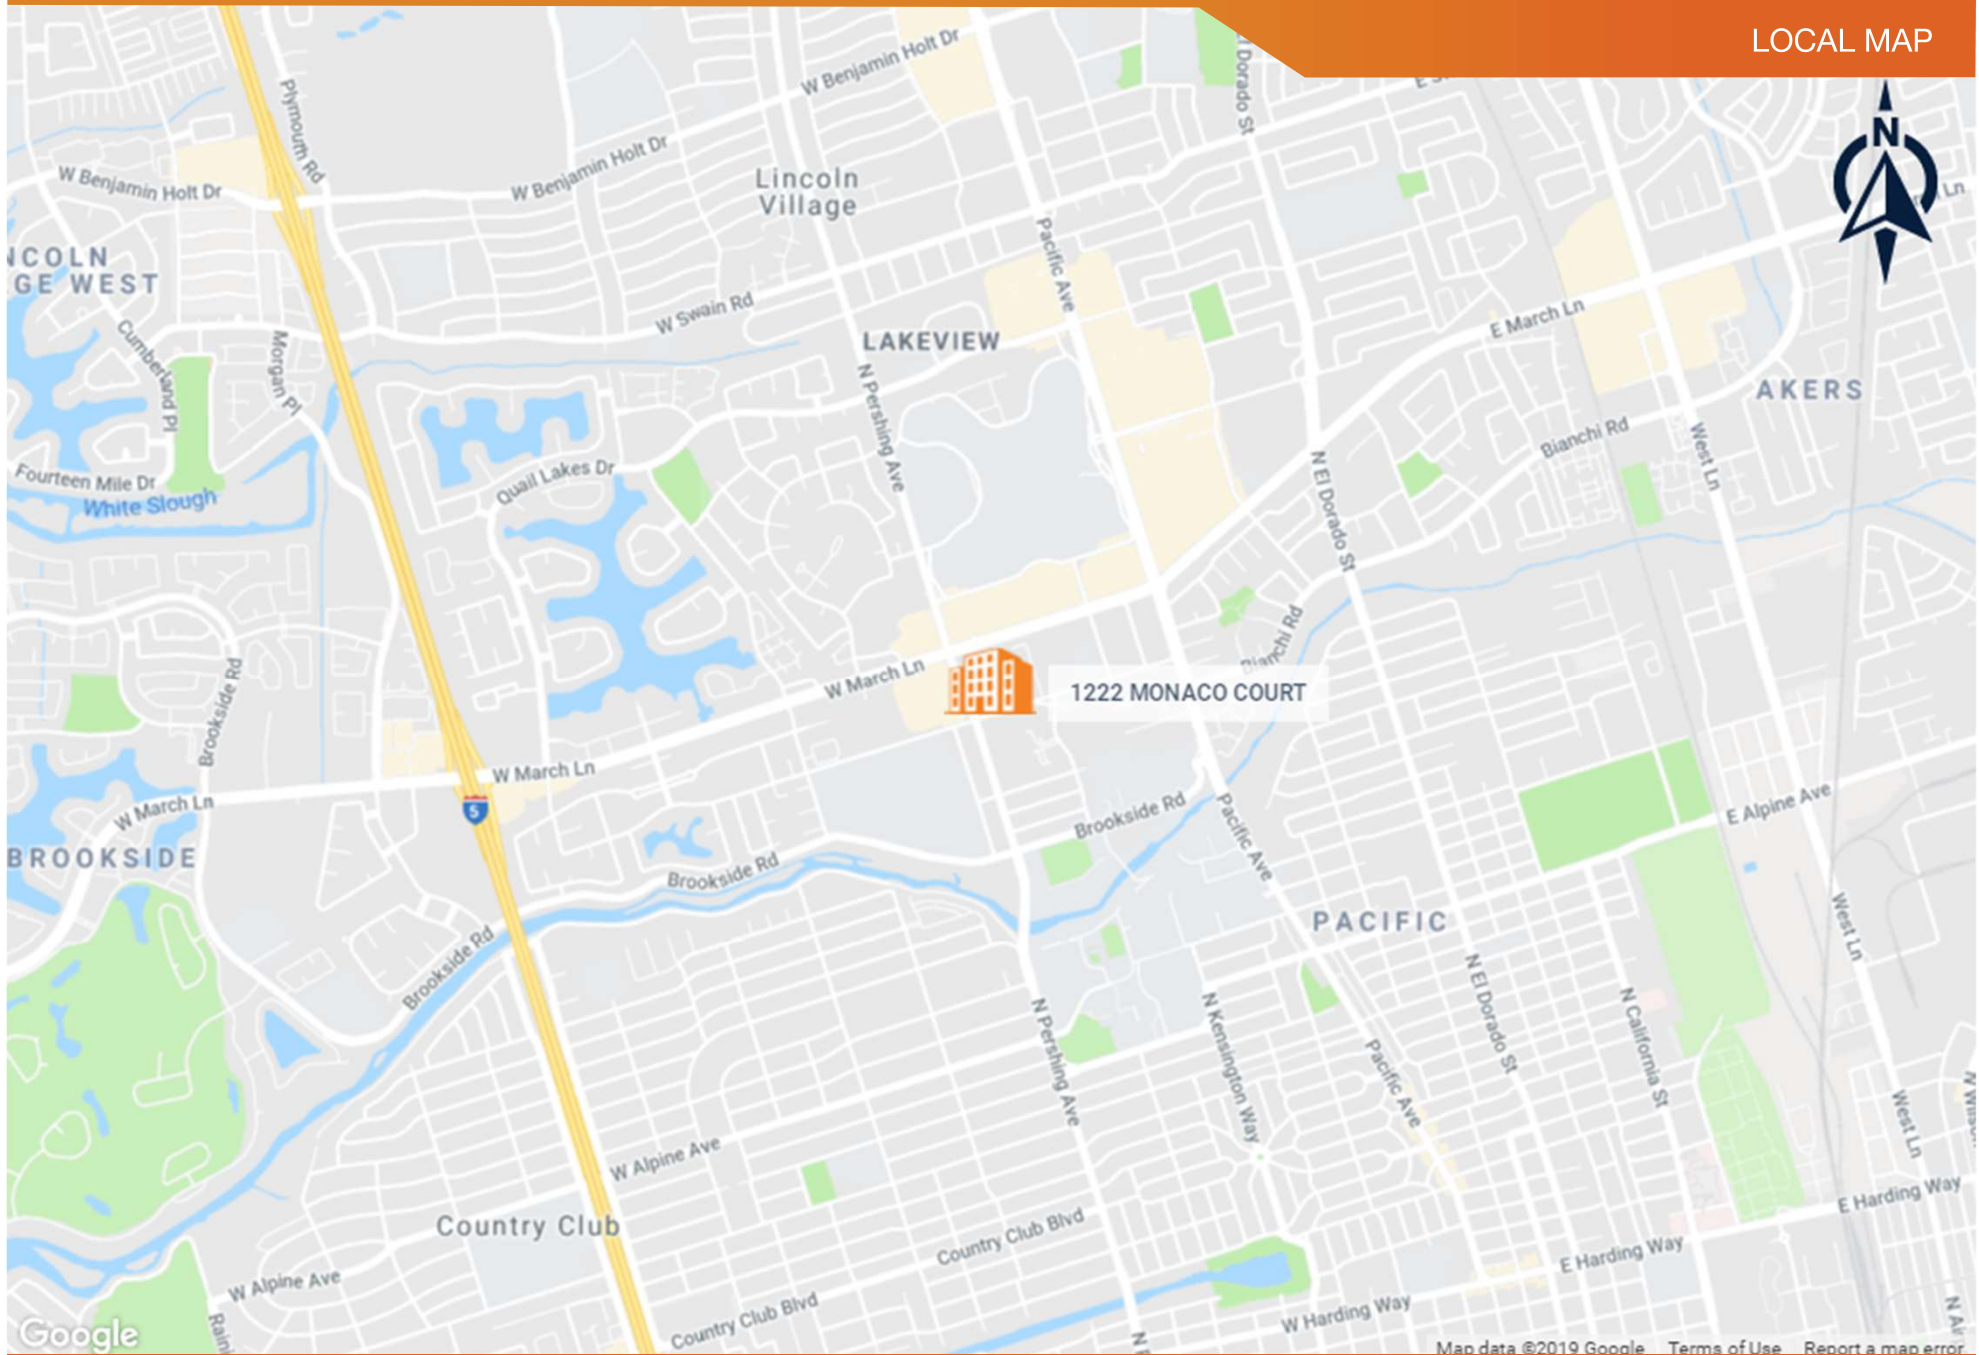 LOCAL MAP
N
W Benjamin Holt Dr
Plymouth Rd
El Dorado St
W Benjamin Holt Dr
W Benjamin Holt Dr
Lincoln
Village
Ln
NCOLN
GE WEST
Pacific Ave
W Swain Rd
E March Ln
Cumberland Pl
Morgan Pl
LAKEVIEW
N Pershing Ave
AKERS
Bianchi Rd
West Ln
Fourteen Mile Dr
White Slough
Quail Lakes Dr
N El Dorado St
Bianchi Rd
Brookside Rd
W March Ln
1222 MONACO COURT
W March Ln
W March Ln
5
Brookside Rd
Pacific Ave
E Alpine Ave
BROOKSIDE
Brookside Rd
PACIFIC
Brookside Rd
West Ln
N El Dorado St
N California St
N Pershing Ave
N Kensington Way
Pacific Ave
West Ln
W Alpine Ave
Country Club
Country Club Blvd
E Harding Way
E Harding Way
W Alpine Ave
Country Club Blvd
W Harding Way
Google
Map data ©2019 Google Terms of Use Report a map error